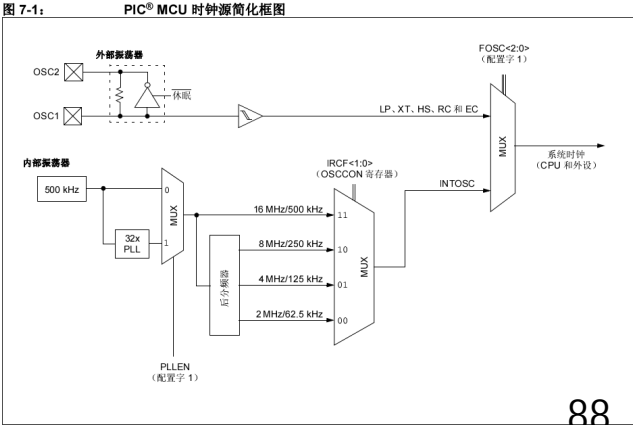 图 7-1： PIC® MCU 时钟源简化框图
外部振荡器
OSC2
休眠
OSC1
FOSC<2:0>
（配置字 1）
LP、XT、HS、RC 和 EC
MUX
系统时钟
（CPU 和外设）
内部振荡器
500 kHz
0
MUX
32x
PLL
1
IRCF<1:0>
（OSCCON 寄存器）
INTOSC
16 MHz/500 kHz
11
8 MHz/250 kHz
10
后分频器
MUX
4 MHz/125 kHz
01
2 MHz/62.5 kHz
00
PLLEN
（配置字 1）
88